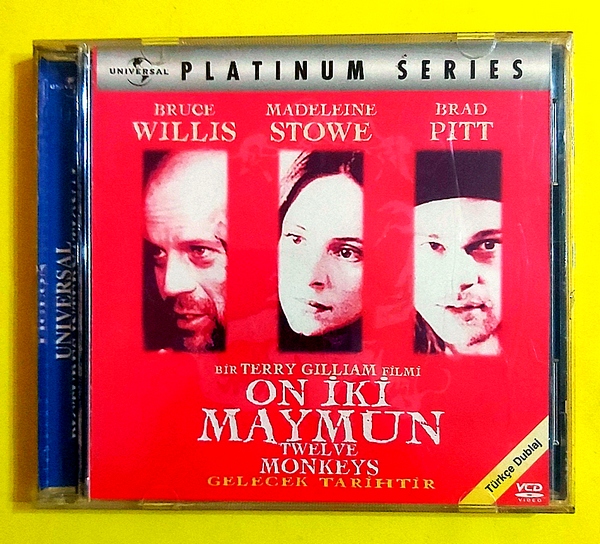 UNIVERSAL
PLATINUM SERIES
BRUCE
WILLIS
MADELEINE
STOWE
BRAD
PITT
BİR TERRY GILLIAM FİLMİ
ON İKİ
MAYMUN
TWELVE
MONKEYS
GELECEK TARİHTİR
Türkçe Dublaj
VCD
VIDEO
UNIVERSAL